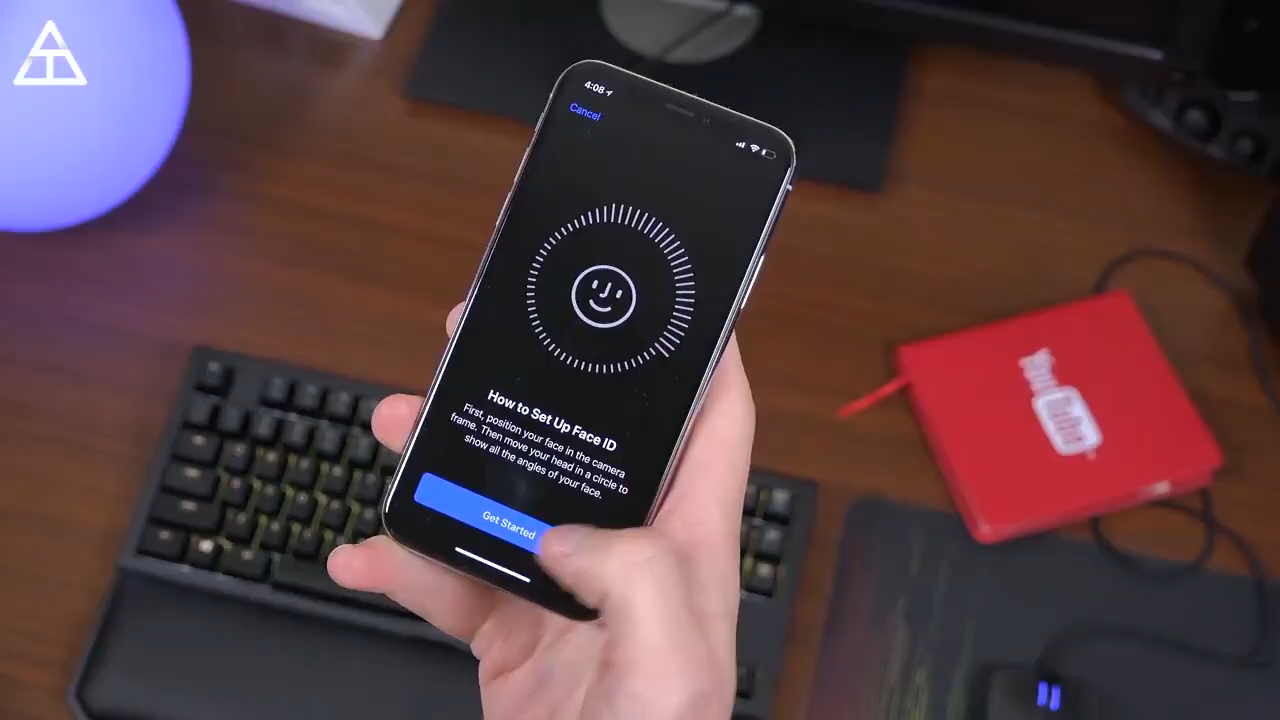 4:08
Cancel
How to Set Up Face ID
First, position your face in the camera
frame. Then move your head in a circle to
show all the angles of your face.
Get Started
YouTube